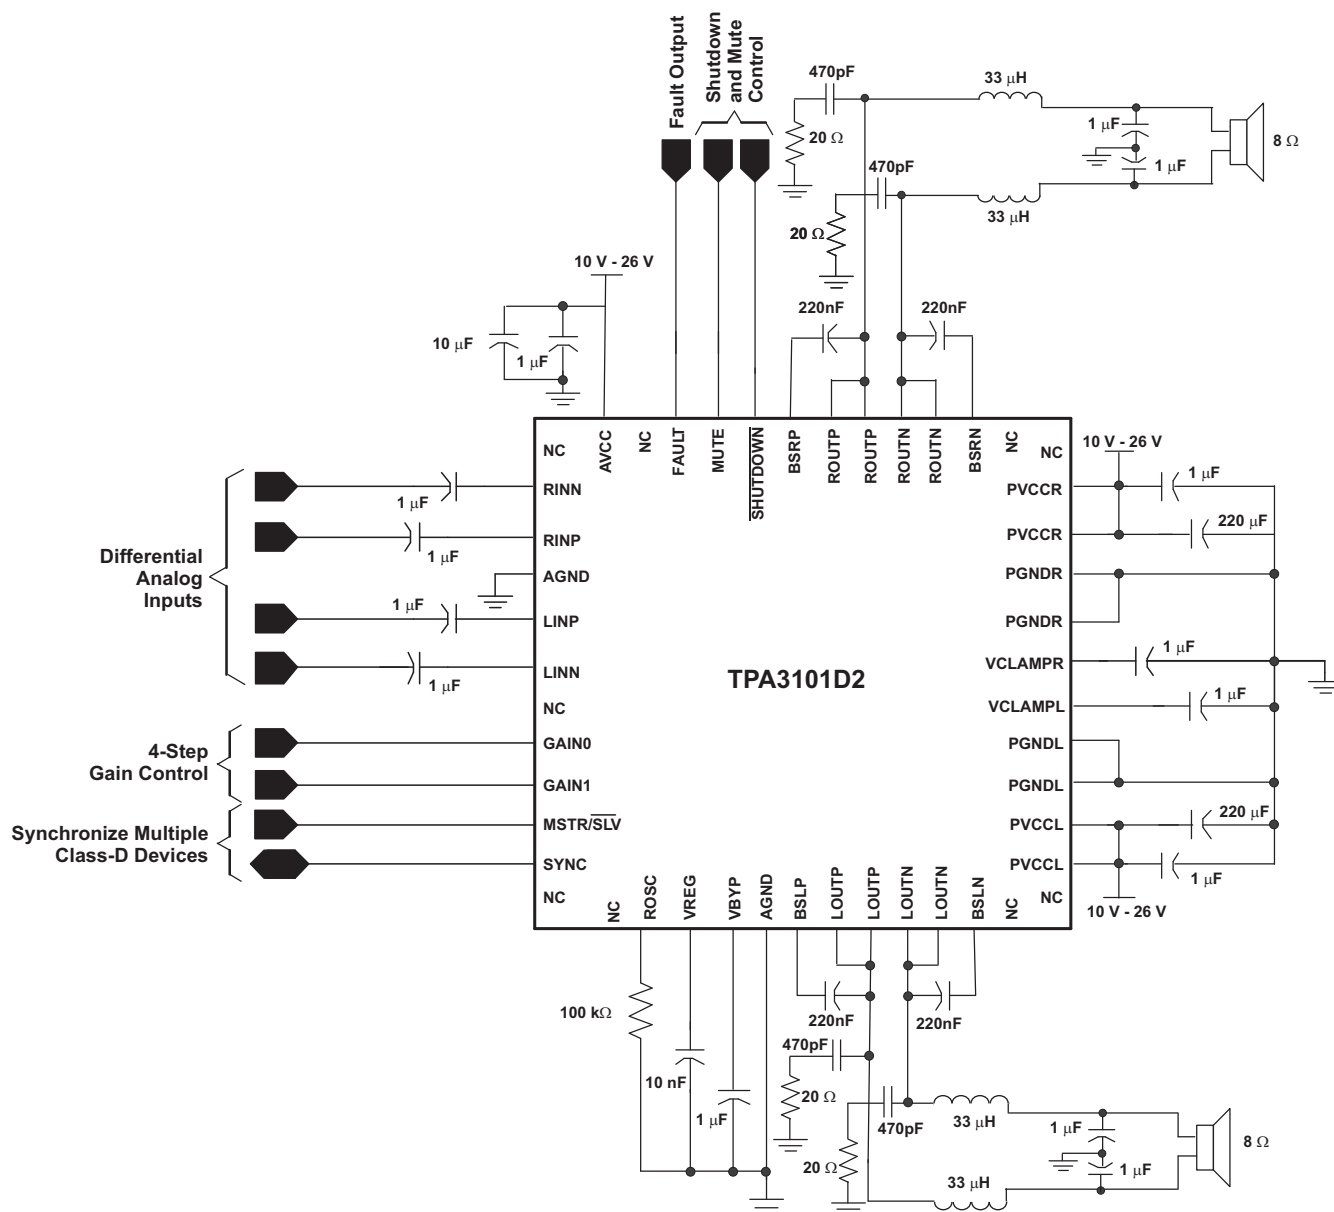 Fault Output
Shutdown
and Mute
Control
470pF
33 μH
20 Ω
1 μF
8 Ω
470pF
1 μF
20 Ω
33 μH
10 V - 26 V
10 μF
1 μF
220nF
220nF
NC
AVCC
NC
FAULT
MUTE
SHUTDOWN
BSRP
ROUTP
ROUTP
ROUTN
ROUTN
BSRN
NC
NC
10 V - 26 V
1 μF
RINN
PVCCR
1 μF
220 μF
RINP
PVCCR
1 μF
Differential
Analog
Inputs
AGND
PGNDR
1 μF
LINP
PGNDR
1 μF
LINN
VCLAMPR
1 μF
TPA3101D2
NC
VCLAMPL
1 μF
4-Step
Gain Control
GAIN0
PGNDL
GAIN1
PGNDL
Synchronize Multiple
Class-D Devices
MSTR/SLV
PVCCL
220 μF
SYNC
PVCCL
1 μF
NC
NC
10 V - 26 V
NC
ROSC
VREG
VBYP
AGND
BSLP
LOUTP
LOUTP
LOUTN
LOUTN
BSLN
NC
100 kΩ
220nF
220nF
470pF
10 nF
20 Ω
1 μF
470pF
33 μH
1 μF
8 Ω
20 Ω
1 μF
33 μH